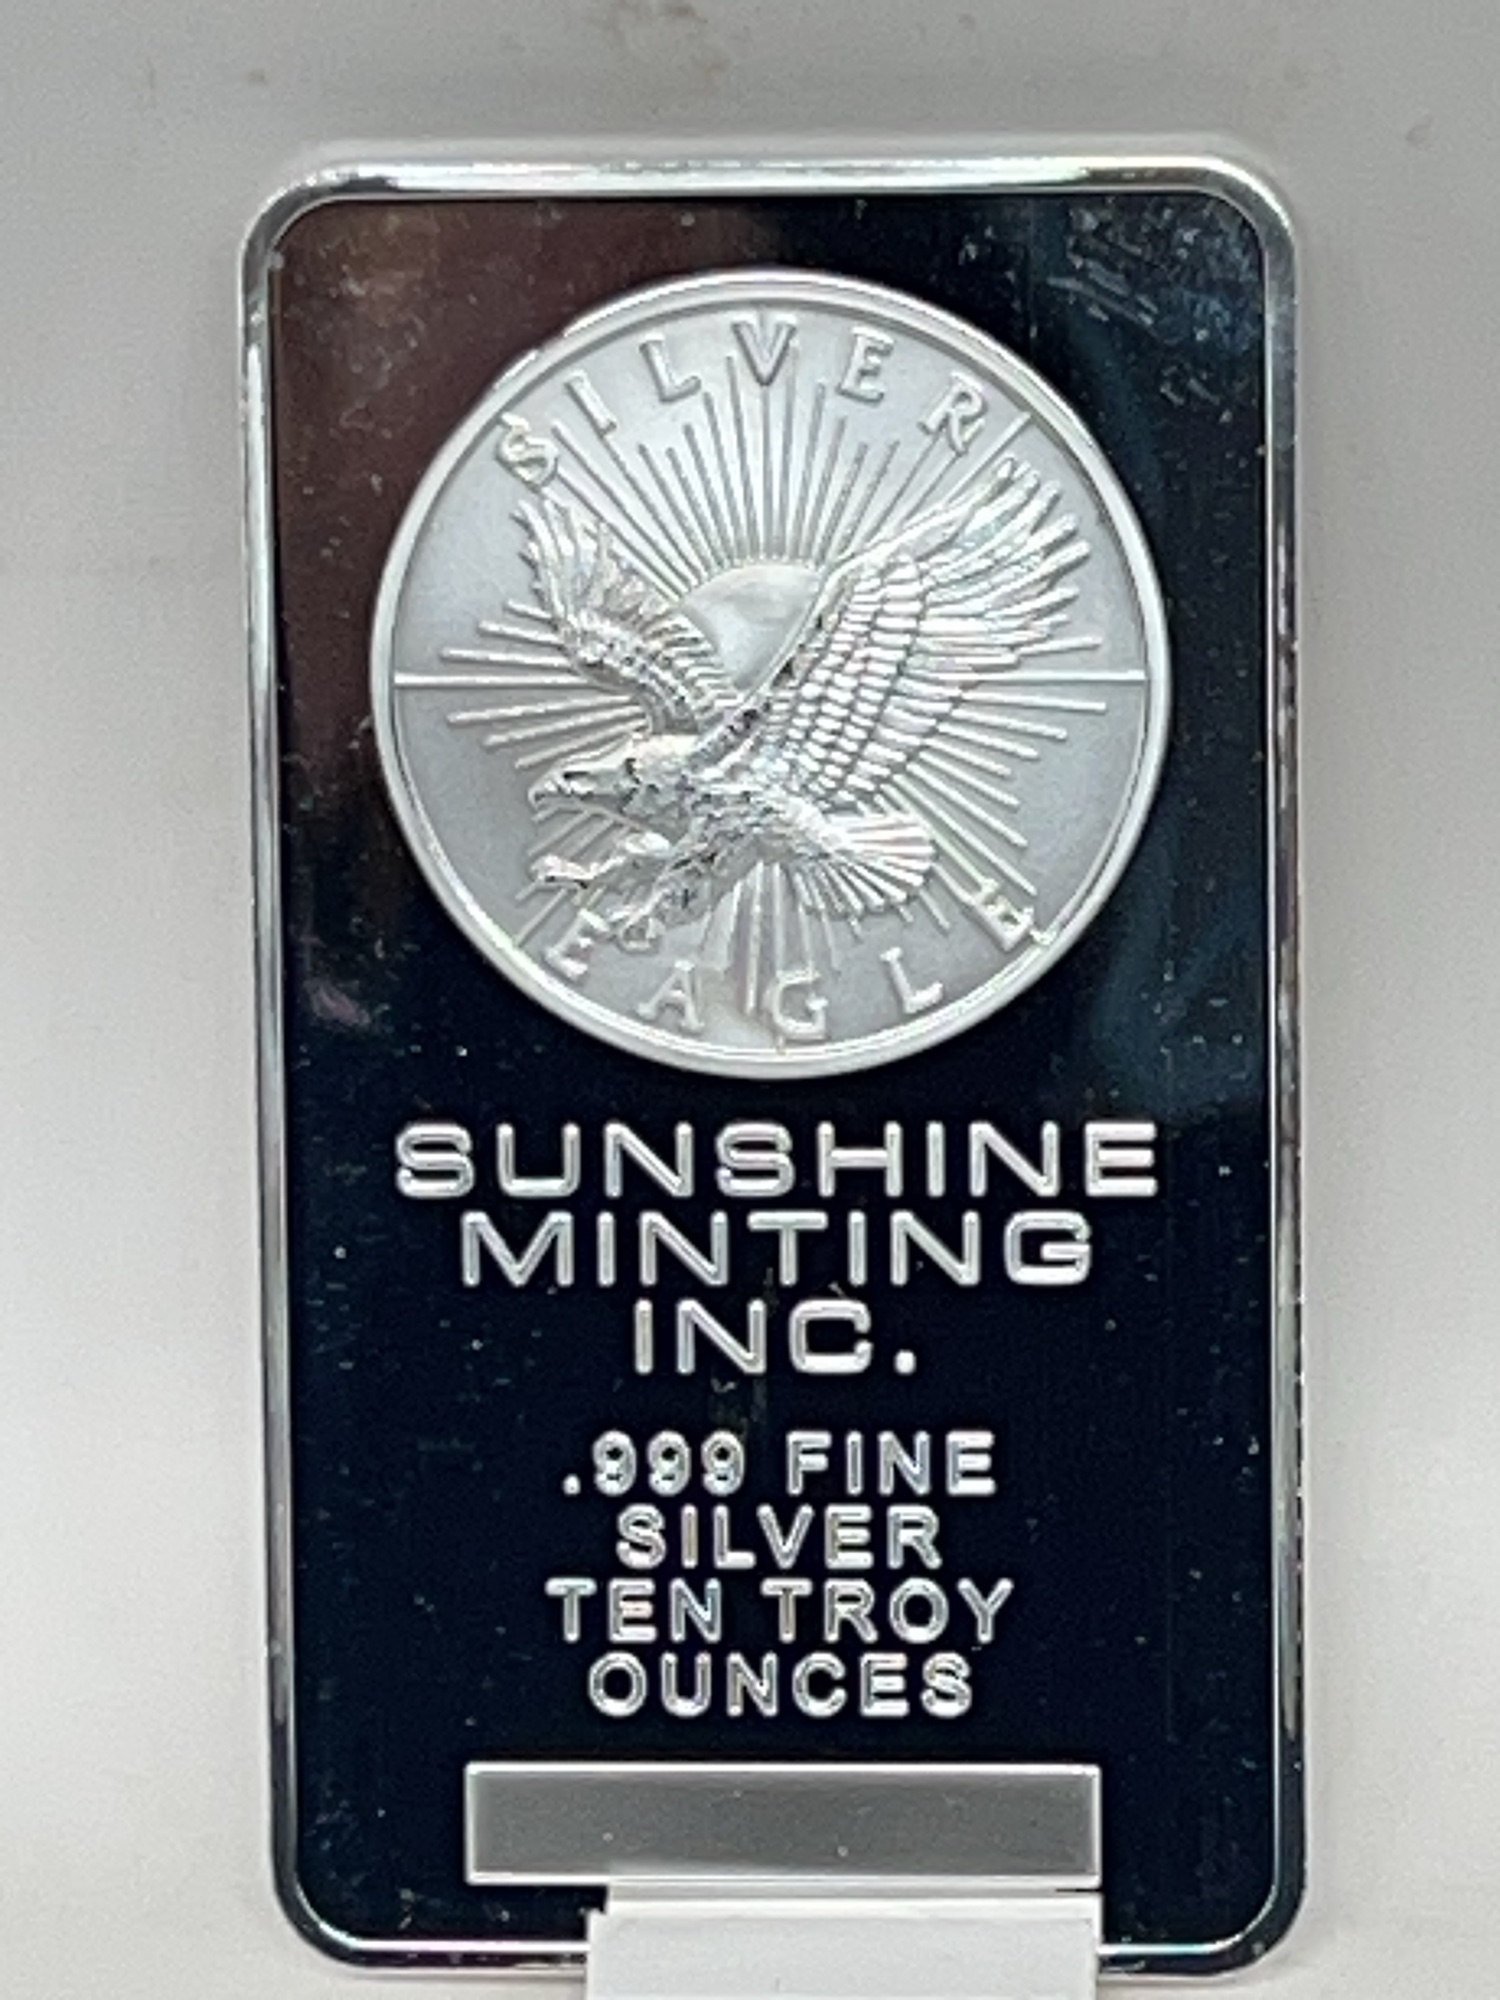 SILVER
EAGLE
SUNSHINE
MINTING
INC.
.999 FINE
SILVER
TEN TROY
OUNCES